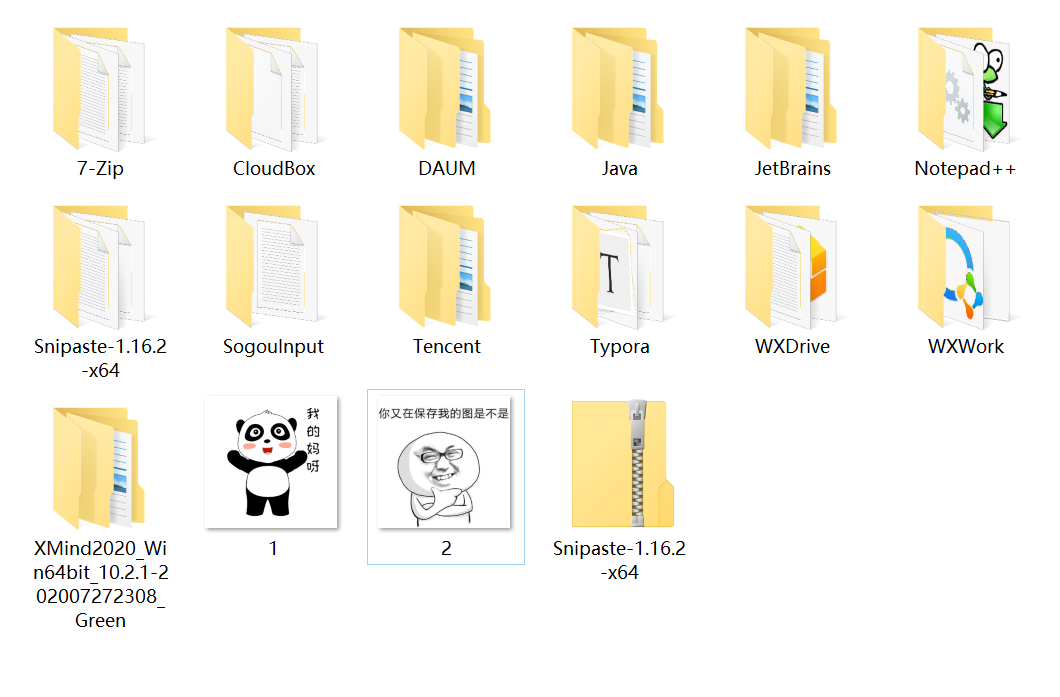 7-Zip
CloudBox
DAUM
Java
JetBrains
Notepad++
Snipaste-1.16.2
-x64
SogouInput
Tencent
T
Typora
WXDrive
WXWork
XMind2020_Wi
n64bit_10.2.1-2
02007272308_
Green
我的妈呀
1
你又在保存我的图是不是
2
Snipaste-1.16.2
-x64